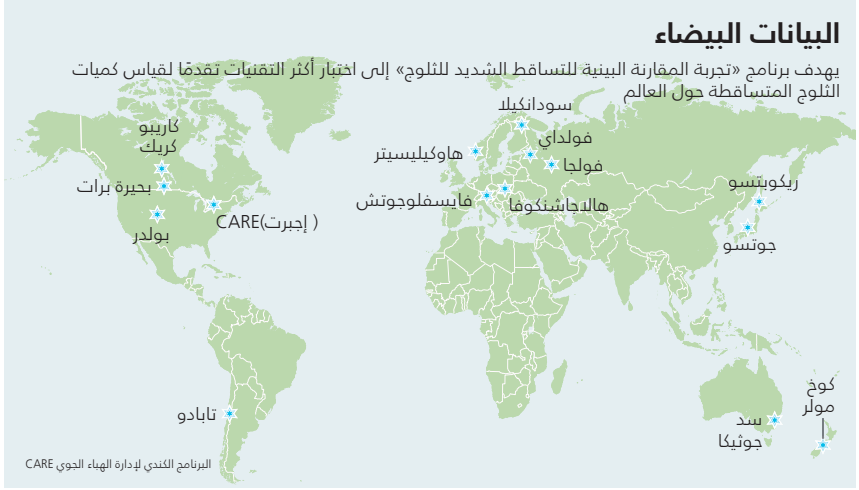 البيانات البيضاء
يهدف برنامج «تجربة المقارنة البينية للتساقط الشديد للثلوج» إلى اختبار أكثر التقنيات تقدمًا لقياس كميات
الثلوج المتساقطة حول العالم
سودانكيلا
كاريبو
كريك
فولداي
هاوكيليسيتر
فولجا
بحيرة برات
ريكوبتسو
فايسفلوجوتش
هالاجاشنكوفا
CARE(إجبرت )
بولدر
جوتسو
كوخ
مولر
تابادو
سد
جوثيكا
البرنامج الكندي لإدارة الهباء الجوي CARE